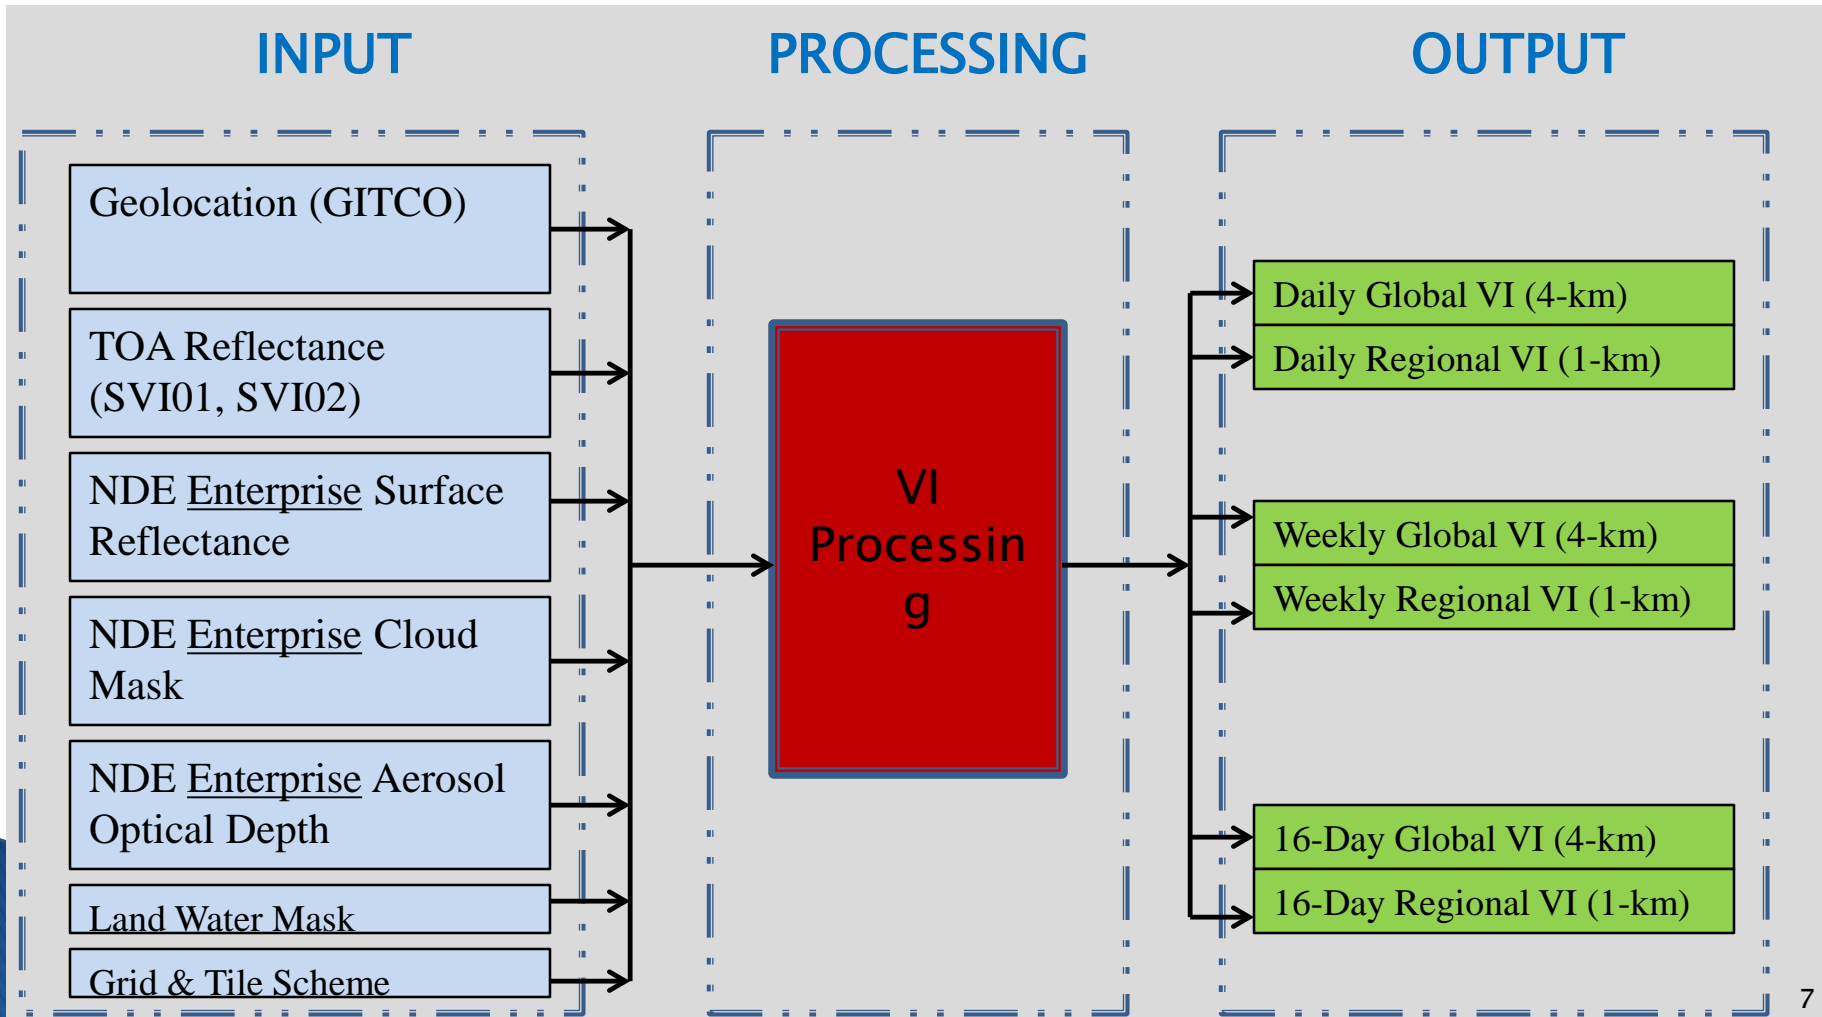 INPUT
PROCESSING
OUTPUT
Geolocation (GITCO)
TOA Reflectance
(SVI01, SVI02)
NDE Enterprise Surface
Reflectance
NDE Enterprise Cloud
Mask
NDE Enterprise Aerosol
Optical Depth
Land Water Mask
Grid & Tile Scheme
VI
Processin
g
Daily Global VI (4-km)
Daily Regional VI (1-km)
Weekly Global VI (4-km)
Weekly Regional VI (1-km)
16-Day Global VI (4-km)
16-Day Regional VI (1-km)
7